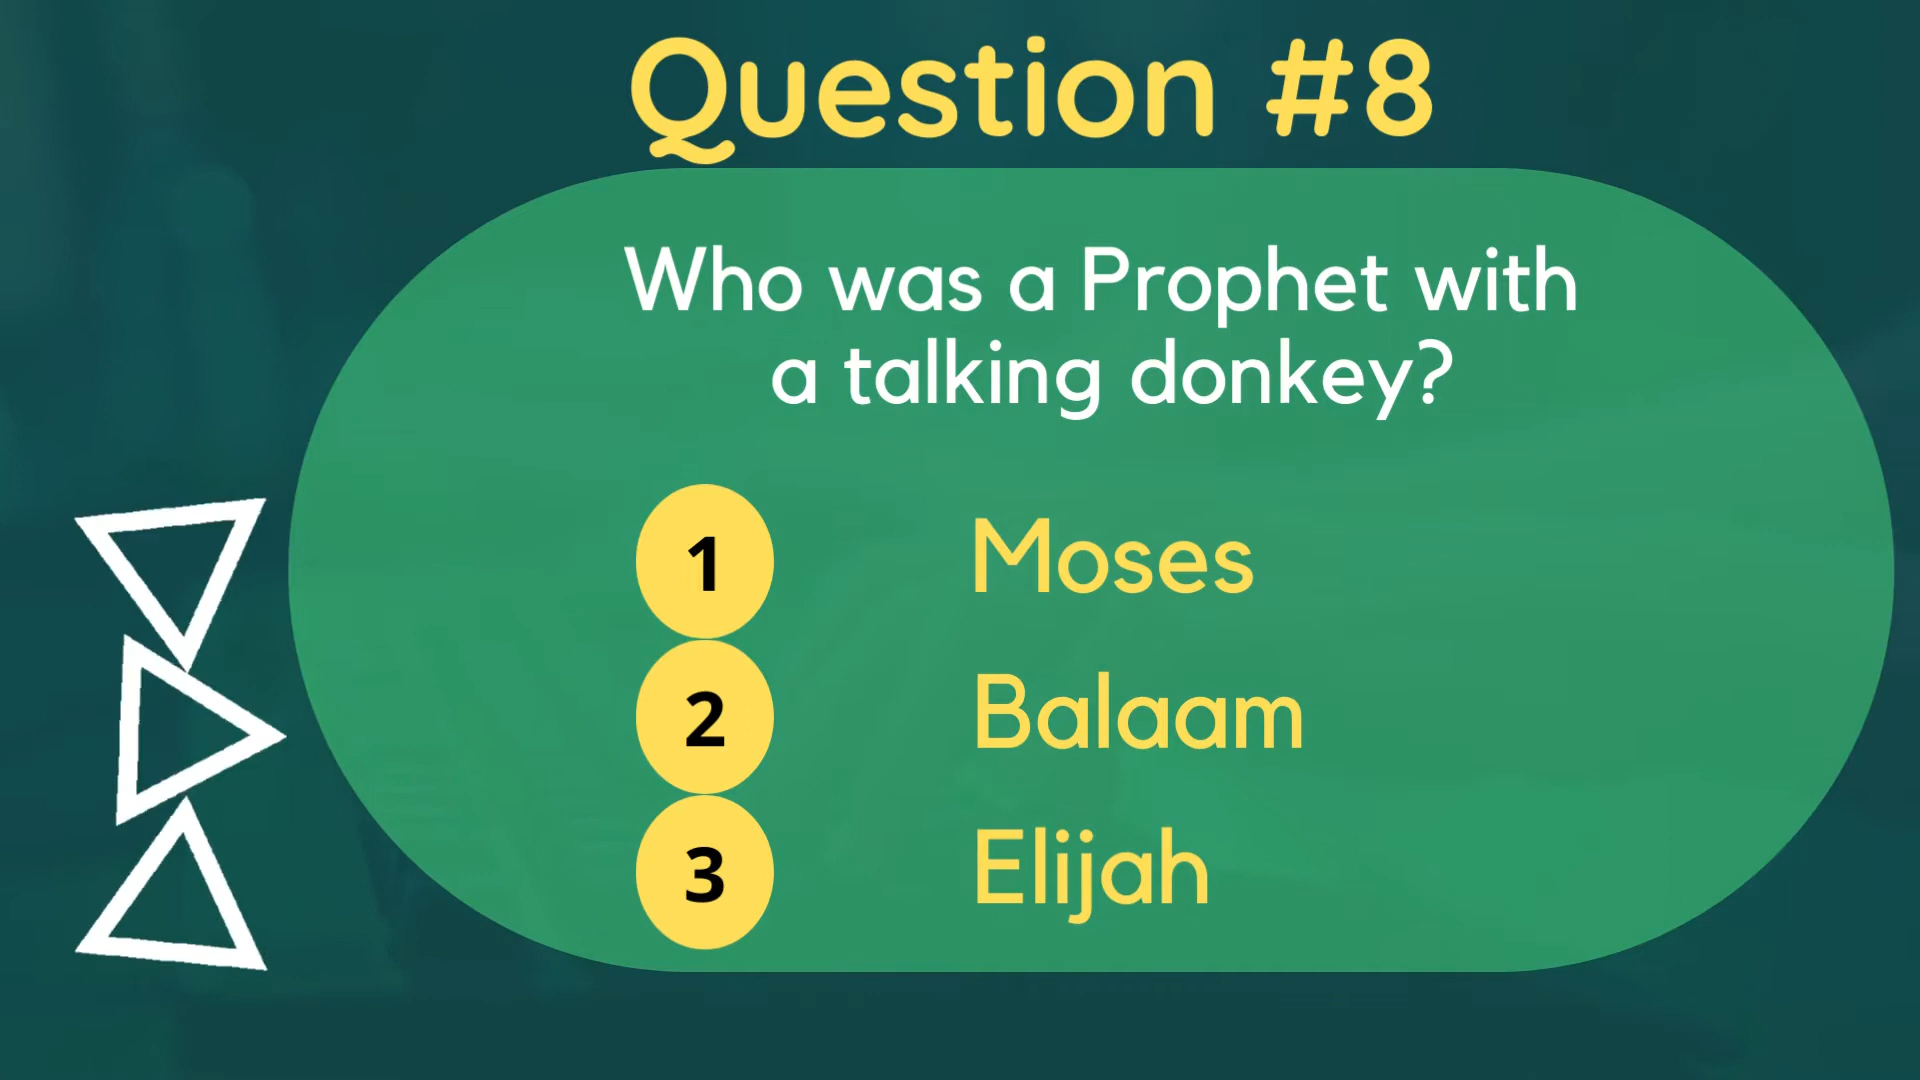 Question #8
Who was a Prophet with
a talking donkey?
1 Moses
2 Balaam
3 Elijah